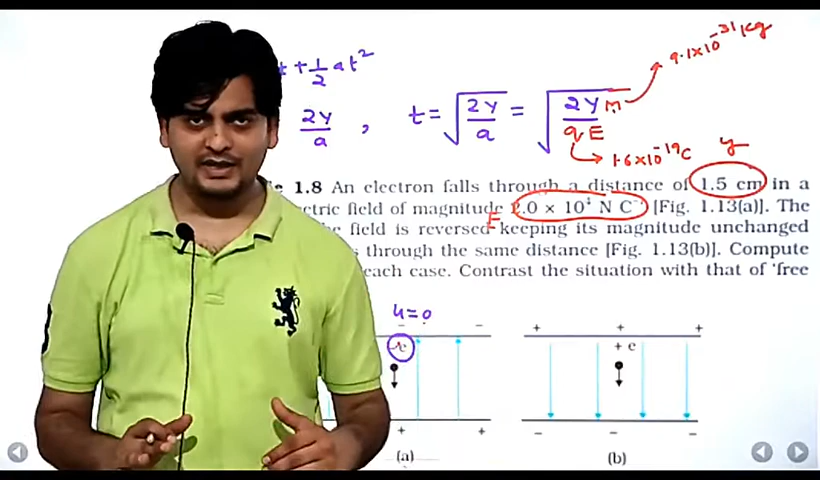 t + 1/2 at²
2y/a , t = √(2y/a) = √(2ym/qE)
9.1×10⁻³¹ kg
1.6×10⁻¹⁹C
y
1.8 An electron falls through a distance of 1.5 cm in a
field of magnitude 2.0 × 10⁴ N C⁻¹ [Fig. 1.13(a)]. The
E
field is reversed keeping its magnitude unchanged
through the same distance [Fig. 1.13(b)]. Compute
each case. Contrast the situation with that of 'free
u=0
– –
-e
+ +
(a)
+ + +
+ e
– – –
(b)